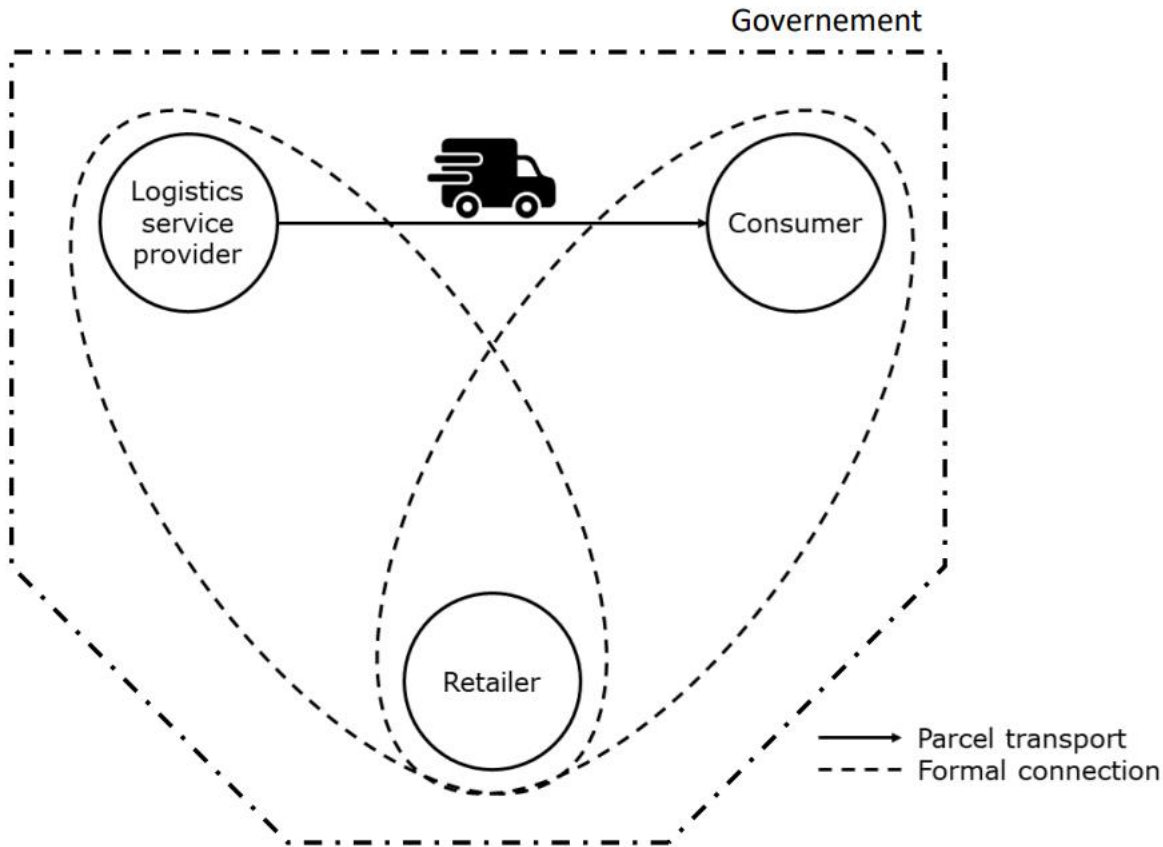 Governement
Logistics
service
provider
Consumer
Retailer
Parcel transport
Formal connection